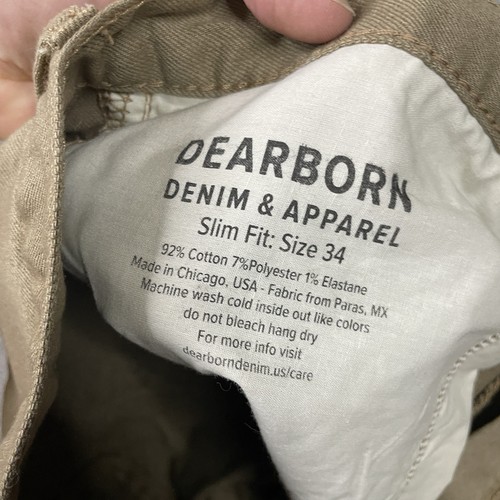 DEARBORN
DENIM & APPAREL
Slim Fit: Size 34
92% Cotton 7%Polyester 1% Elastane
Made in Chicago, USA - Fabric from Paras, MX
Machine wash cold inside out like colors
do not bleach hang dry
For more info visit
dearborndenim.us/care